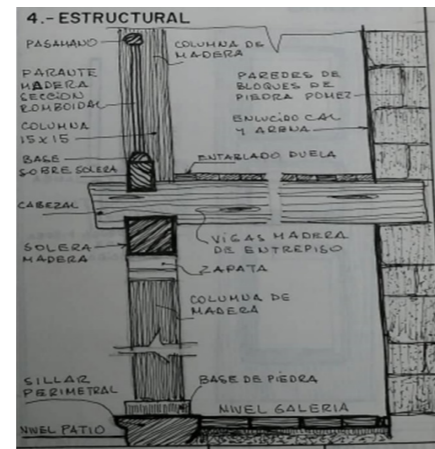 4.- ESTRUCTURAL
PASAMANO
COLUMNA DE
MADERA
PARANTE
MADERA
SECCION
ROMBOIDAL
PAREDES DE
BLOQUES DE
PIEDRA POMEZ
COLUMNA
15 X 15
ENLUCIDO CAL
Y ARENA
BASE
SOBRE SOLERA
ENTABLADO DUELA
CABEZAL
VIGAS MADERA
DE ENTREPISO
SOLERA
MADERA
ZAPATA
COLUMNA DE
MADERA
SILLAR
PERIMETRAL
BASE DE PIEDRA
NIVEL GALERIA
NIVEL PATIO